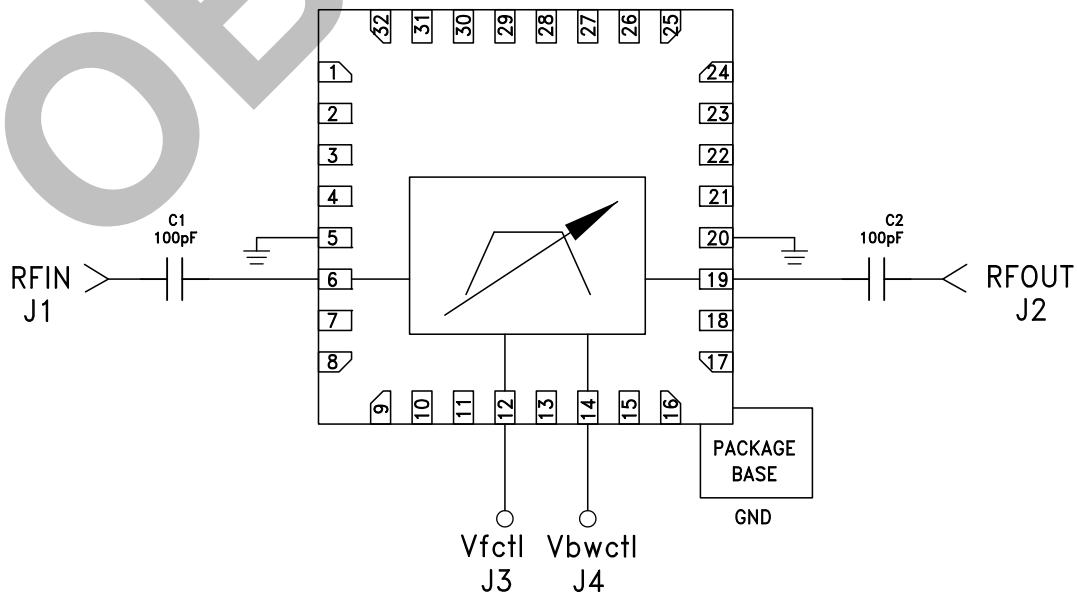 OB
32 31 30 29 28 27 26 25
1
2
3
4
5
6
7
8
24
23
22
21
20
19
18
17
9 10 11 12 13 14 15 16
C1
100pF
RFIN
J1
C2
100pF
RFOUT
J2
PACKAGE
BASE
GND
Vfctl
J3
Vbwctl
J4